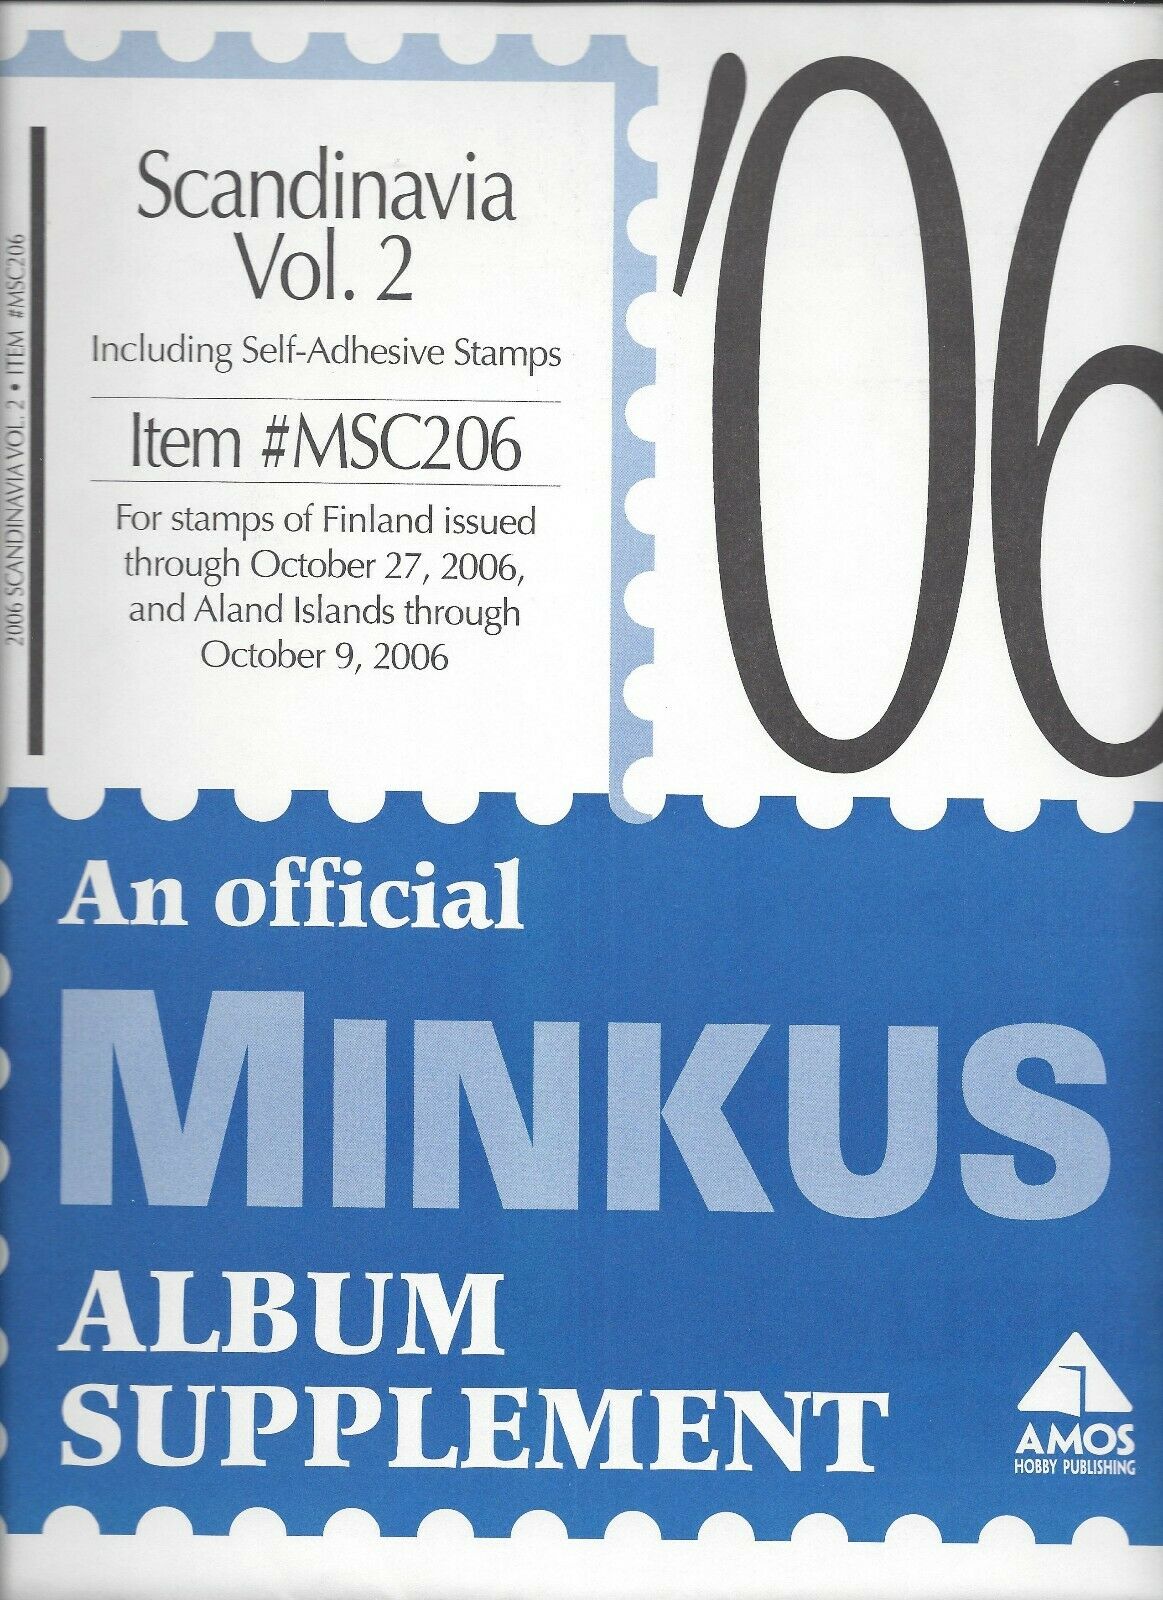 '06
Scandinavia
Vol. 2
Including Self-Adhesive Stamps
Item #MSC206
For stamps of Finland issued
through October 27, 2006,
and Aland Islands through
October 9, 2006
2006 SCANDINAVIA VOL. 2 • ITEM #MSC206
An official
MINKUS
ALBUM
SUPPLEMENT
AMOS
HOBBY PUBLISHING